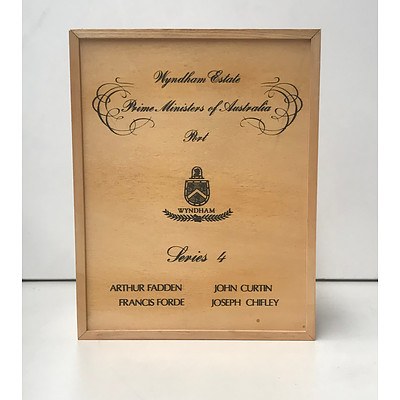 Wyndham Estate
Prime Ministers of Australia
Port
WYNDHAM
Series 4
ARTHUR FADDEN JOHN CURTIN
FRANCIS FORDE JOSEPH CHIFLEY